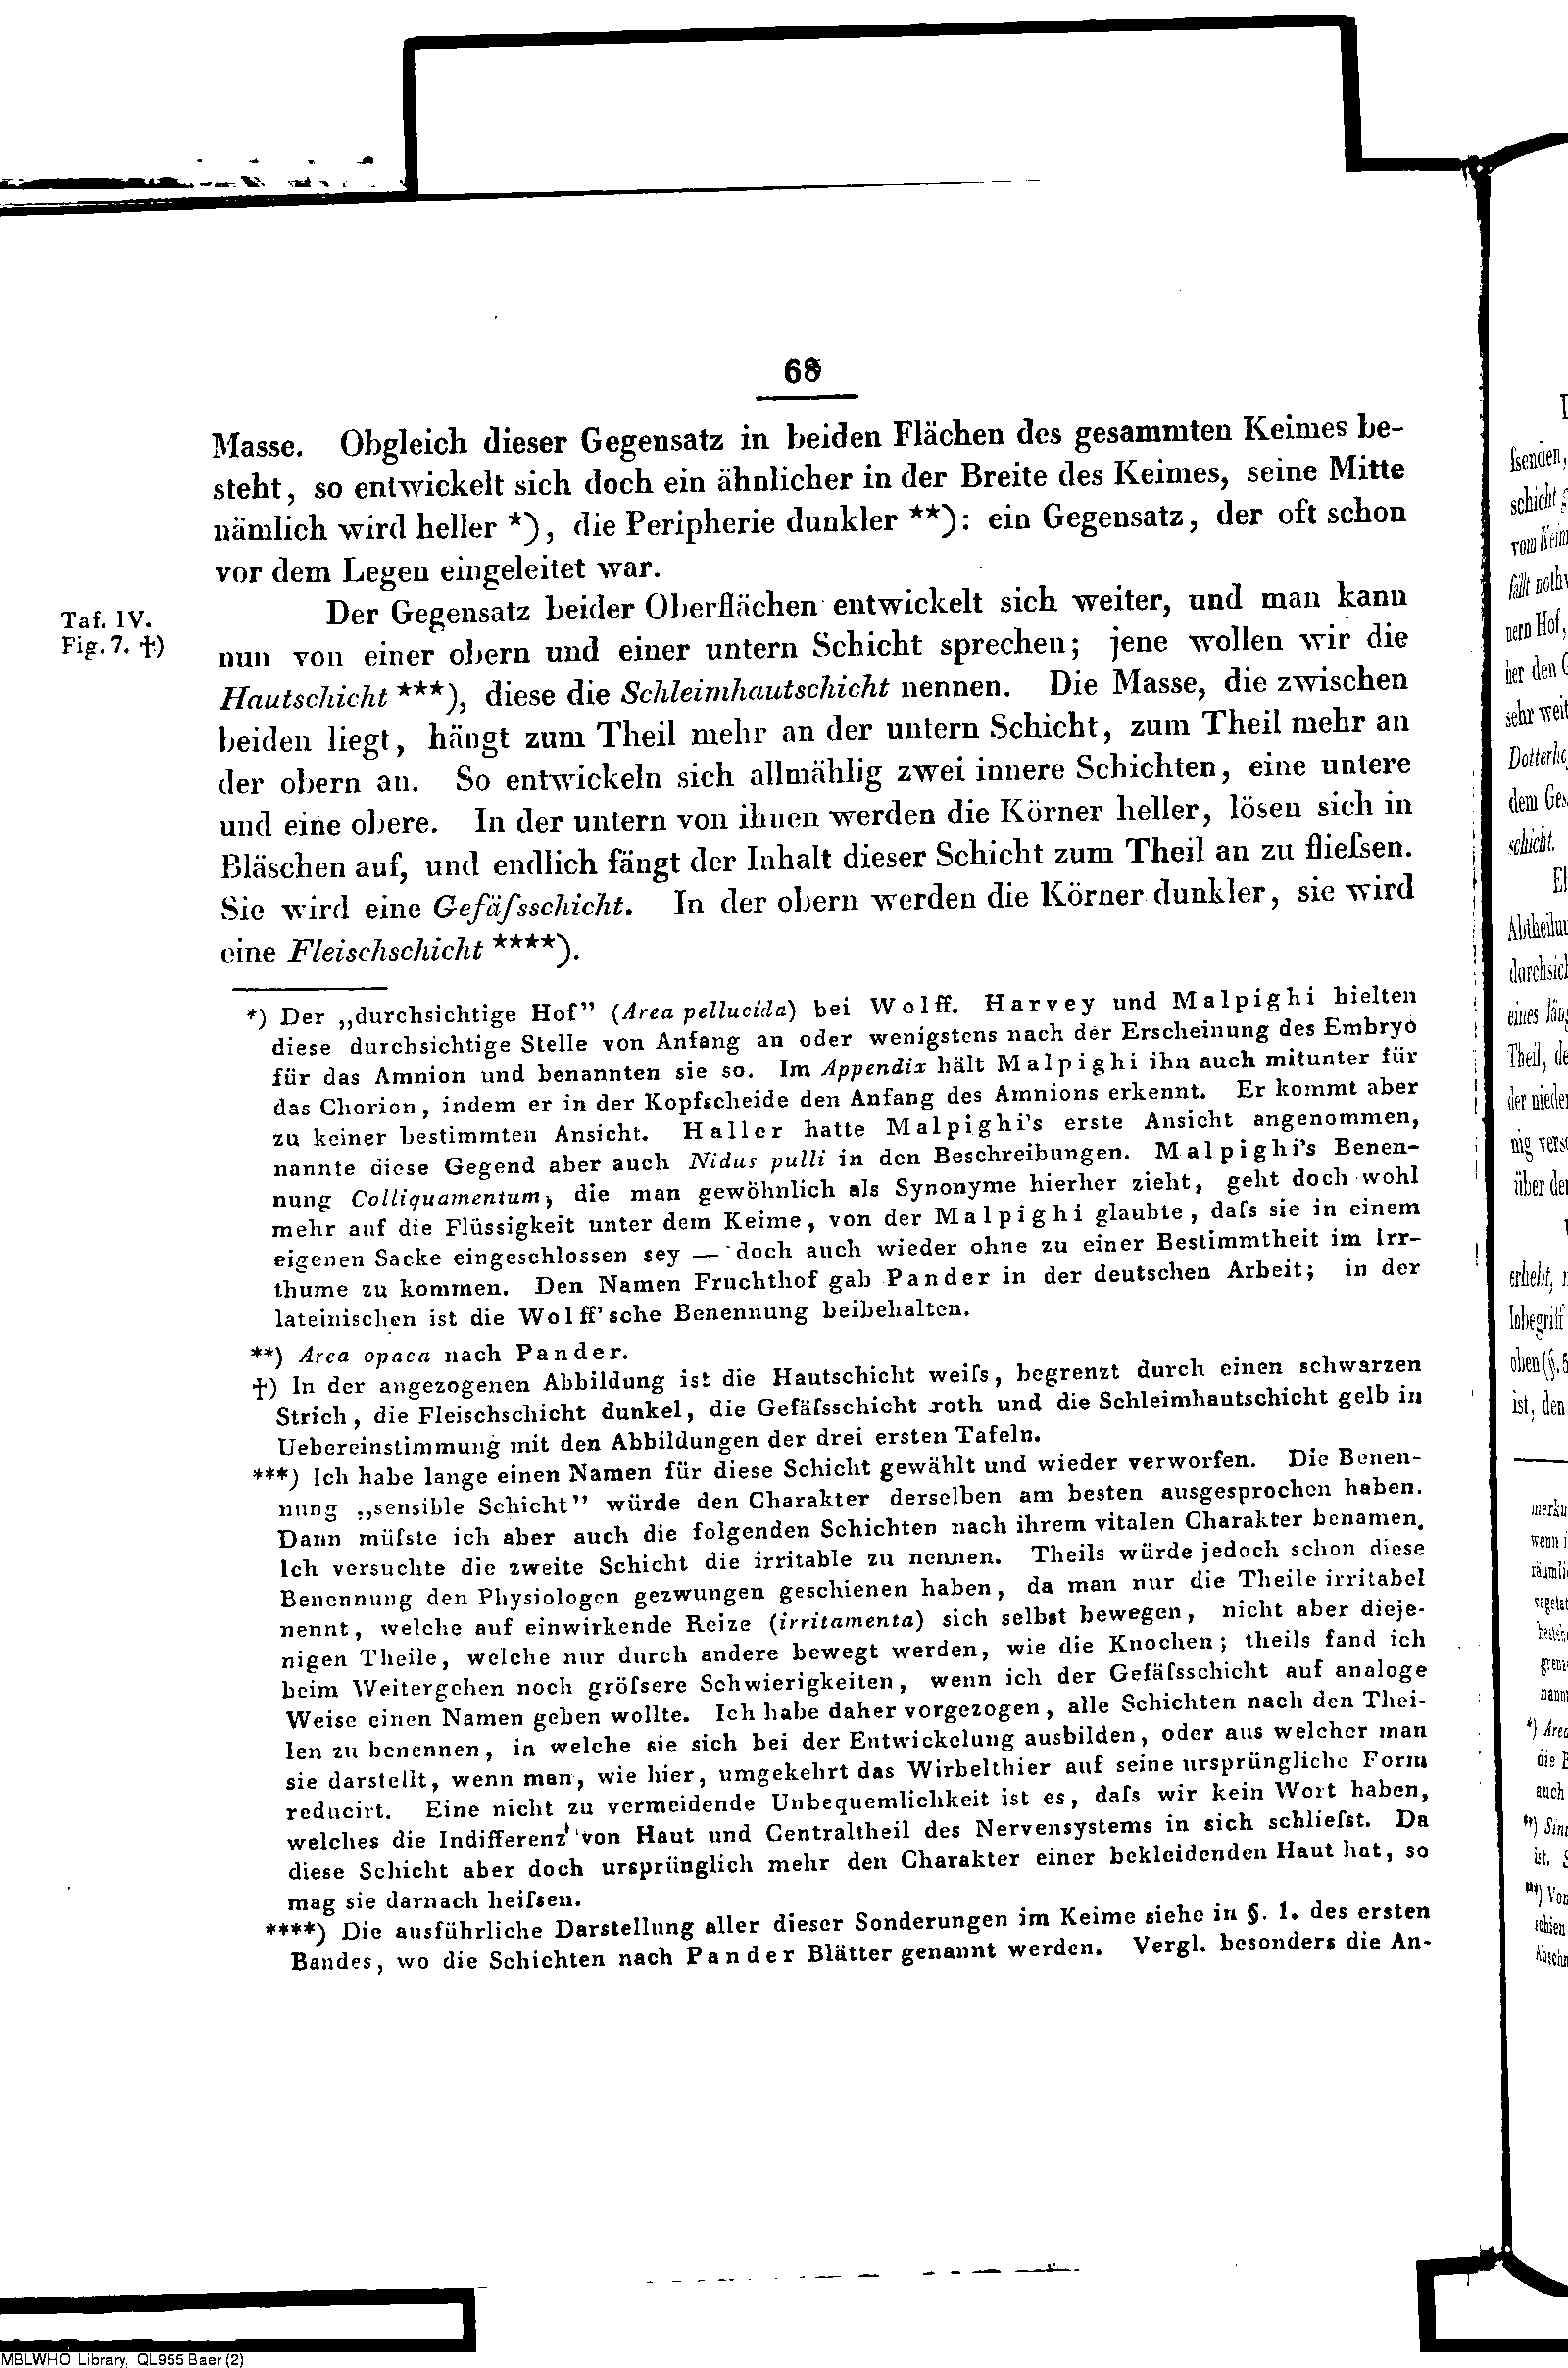 68
Masse. Obgleich dieser Gegensatz in beiden Flächen des gesammten Keimes be-
steht, so entwickelt sich doch ein ähnlicher in der Breite des Keimes, seine Mitte
nämlich wird heller *), die Peripherie dunkler **): ein Gegensatz, der oft schon
vor dem Legen eingeleitet war.
Taf. IV.
Fig. 7. †)
Der Gegensatz beider Oberflächen entwickelt sich weiter, und man kann
nun von einer obern und einer untern Schicht sprechen; jene wollen wir die
Hautschicht ***), diese die Schleimhautschicht nennen. Die Masse, die zwischen
beiden liegt, hängt zum Theil mehr an der untern Schicht, zum Theil mehr an
der obern an. So entwickeln sich allmählig zwei innere Schichten, eine untere
und eine obere. In der untern von ihnen werden die Körner heller, lösen sich in
Bläschen auf, und endlich fängt der Inhalt dieser Schicht zum Theil an zu flieſsen.
Sie wird eine Gefäſsschicht. In der obern werden die Körner dunkler, sie wird
eine Fleischschicht ****).
*) Der „durchsichtige Hof” (Area pellucida) bei Wolff. Harvey und Malpighi hielten
diese durchsichtige Stelle von Anfang an oder wenigstens nach der Erscheinung des Embryo
für das Amnion und benannten sie so. Im Appendix hält Malpighi ihn auch mitunter für
das Chorion, indem er in der Kopfscheide den Anfang des Amnions erkennt. Er kommt aber
zu keiner bestimmten Ansicht. Haller hatte Malpighi's erste Ansicht angenommen,
nannte diese Gegend aber auch Nidus pulli in den Beschreibungen. Malpighi's Benen-
nung Colliquamentum, die man gewöhnlich als Synonyme hierher zieht, geht doch wohl
mehr auf die Flüssigkeit unter dem Keime, von der Malpighi glaubte, daſs sie in einem
eigenen Sacke eingeschlossen sey — doch auch wieder ohne zu einer Bestimmtheit im Irr-
thume zu kommen. Den Namen Fruchthof gab Pander in der deutschen Arbeit; in der
lateinischen ist die Wolff'sche Benennung beibehalten.
**) Area opaca nach Pander.
†) In der angezogenen Abbildung ist die Hautschicht weiſs, begrenzt durch einen schwarzen
Strich, die Fleischschicht dunkel, die Gefäſsschicht roth und die Schleimhautschicht gelb in
Uebereinstimmung mit den Abbildungen der drei ersten Tafeln.
***) Ich habe lange einen Namen für diese Schicht gewählt und wieder verworfen. Die Benen-
nung „sensible Schicht” würde den Charakter derselben am besten ausgesprochen haben.
Dann müſste ich aber auch die folgenden Schichten nach ihrem vitalen Charakter benamen.
Ich versuchte die zweite Schicht die irritable zu nennen. Theils würde jedoch schon diese
Benennung den Physiologen gezwungen geschienen haben, da man nur die Theile irritabel
nennt, welche auf einwirkende Reize (irritamenta) sich selbst bewegen, nicht aber dieje-
nigen Theile, welche nur durch andere bewegt werden, wie die Knochen; theils fand ich
beim Weitergehen noch gröſsere Schwierigkeiten, wenn ich der Gefäſsschicht auf analoge
Weise einen Namen geben wollte. Ich habe daher vorgezogen, alle Schichten nach den Thei-
len zu benennen, in welche sie sich bei der Entwickelung ausbilden, oder aus welcher man
sie darstellt, wenn man, wie hier, umgekehrt das Wirbelthier auf seine ursprüngliche Form
reducirt. Eine nicht zu vermeidende Unbequemlichkeit ist es, daſs wir kein Wort haben,
welches die Indifferenz von Haut und Centraltheil des Nervensystems in sich schlieſst. Da
diese Schicht aber doch ursprünglich mehr den Charakter einer bekleidenden Haut hat, so
mag sie darnach heiſsen.
****) Die ausführliche Darstellung aller dieser Sonderungen im Keime siehe in §. 1. des ersten
Bandes, wo die Schichten nach Pander Blätter genannt werden. Vergl. besonders die An-
MBLWHOI Library, QL955 Baer (2)